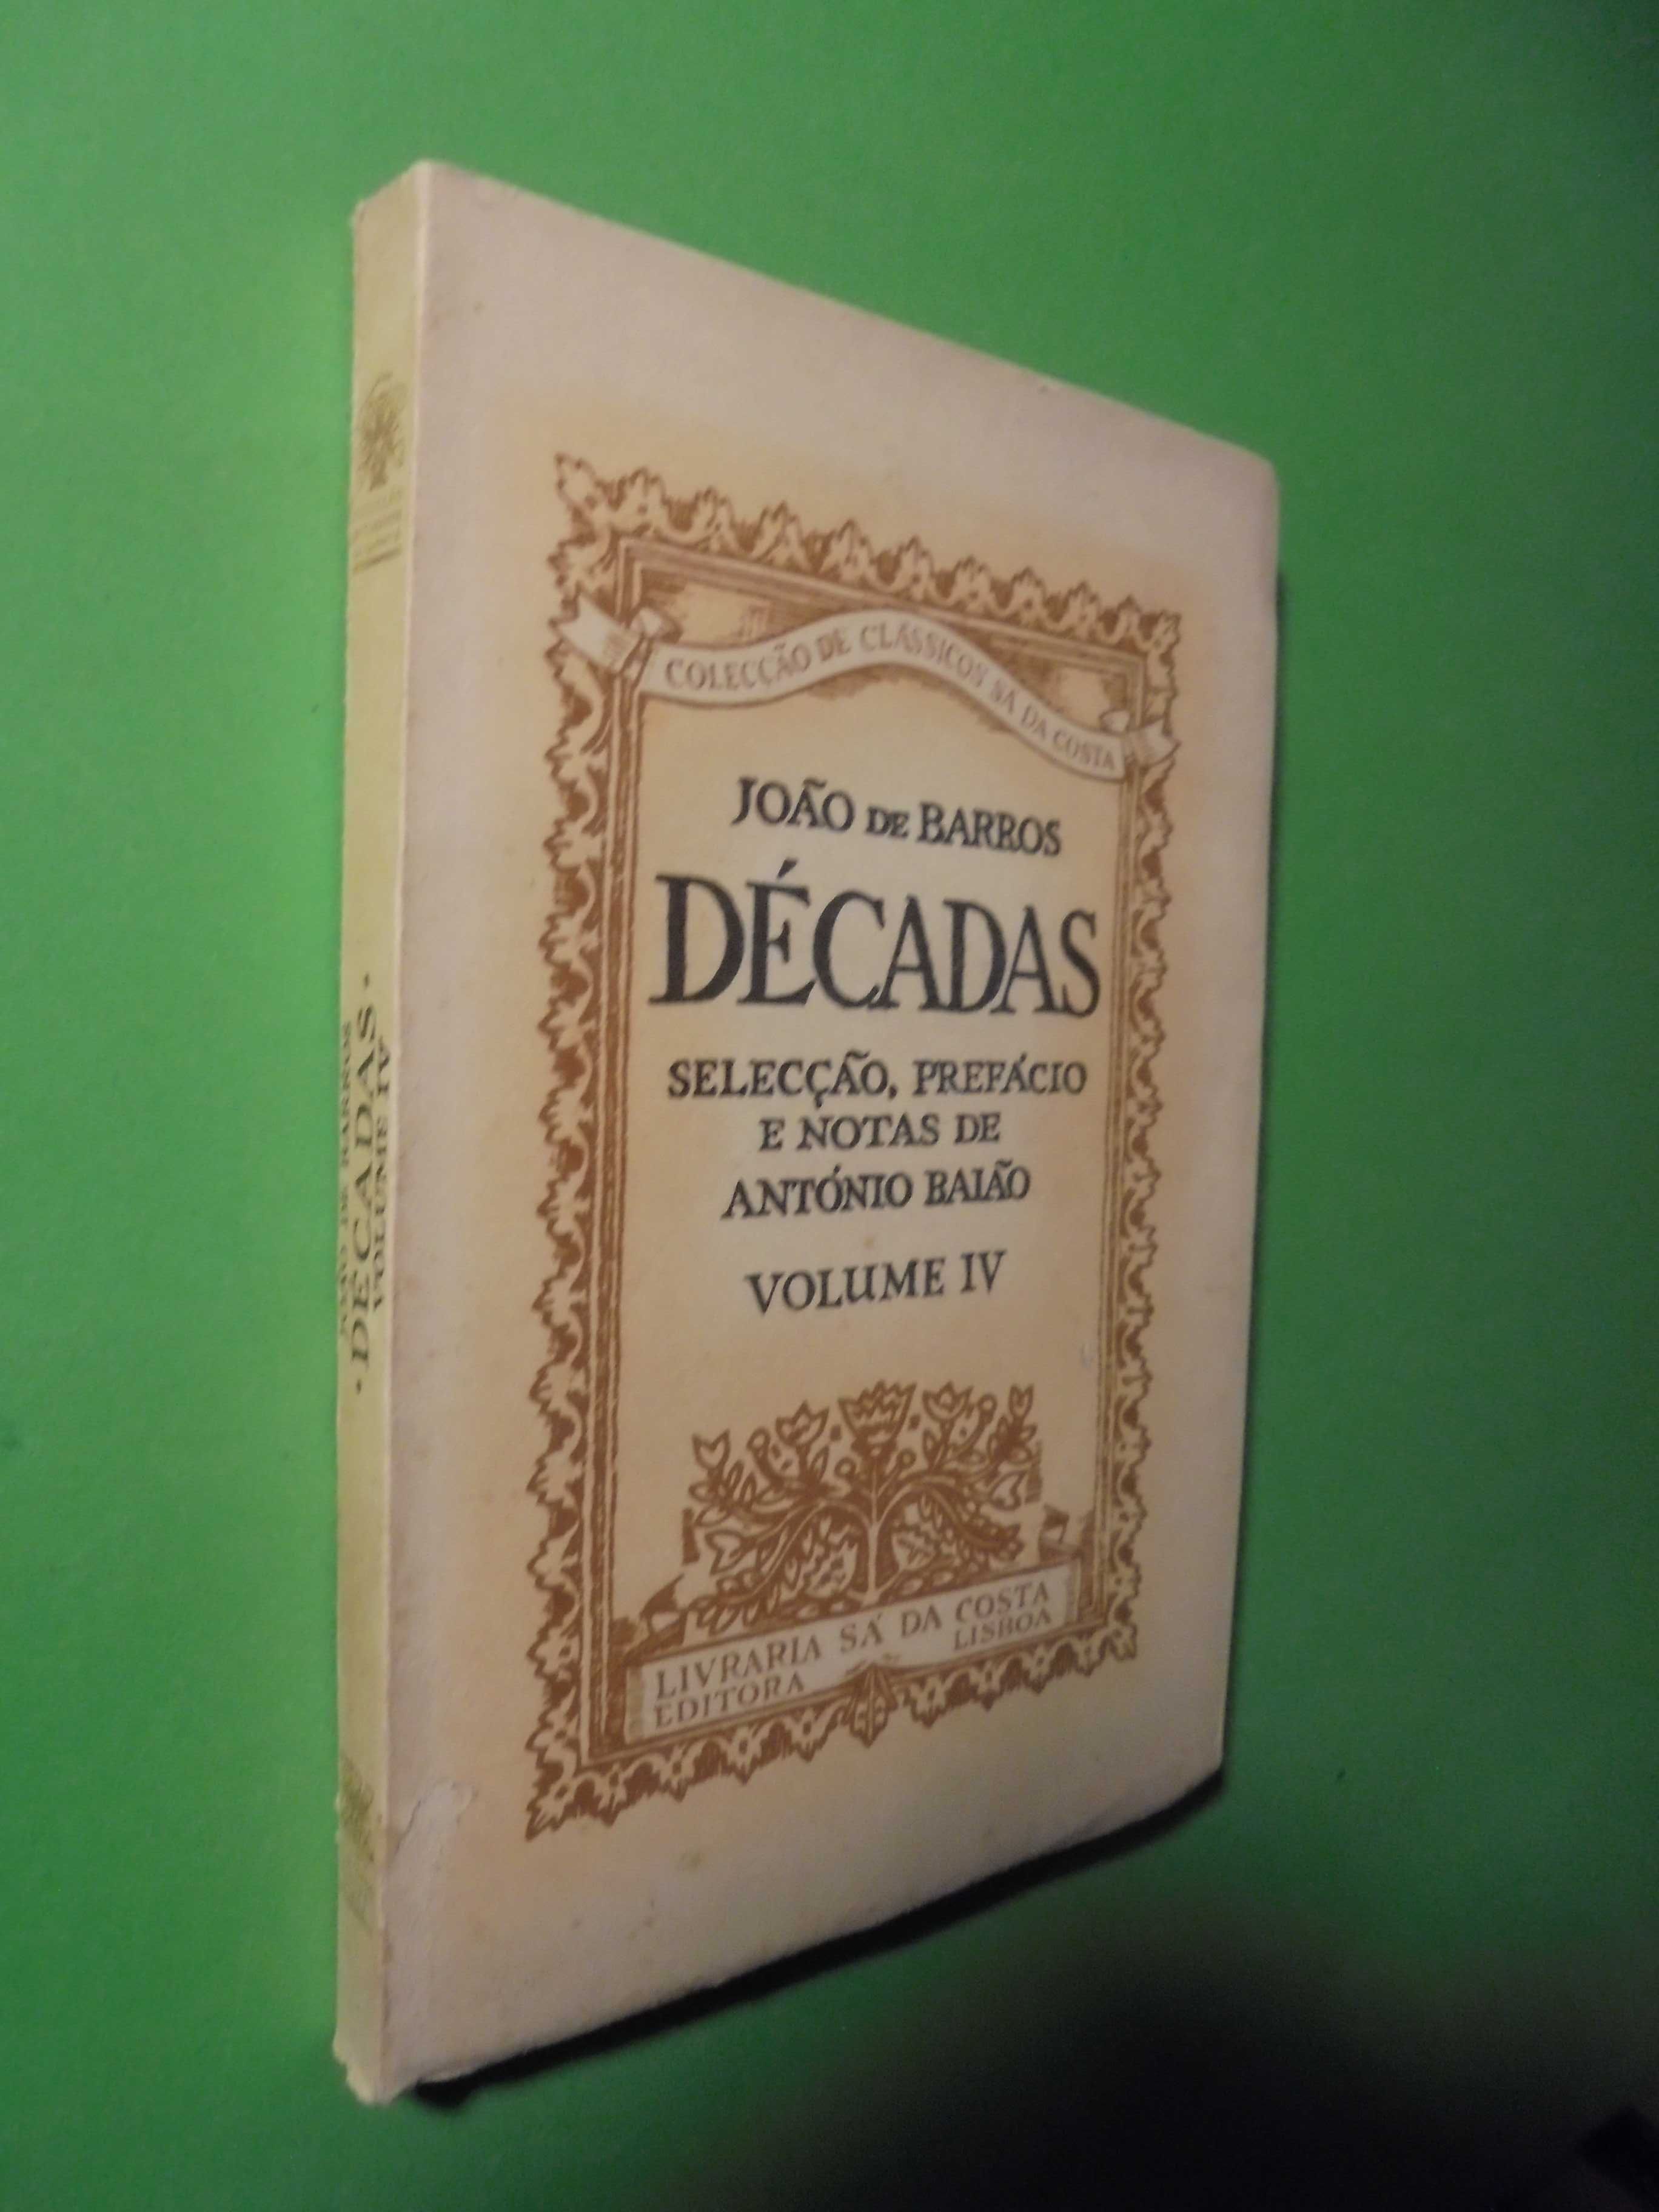 COLECÇÃO DE CLÁSSICOS SÁ DA COSTA
JOÃO DE BARROS
DÉCADAS
SELECÇÃO, PREFÁCIO
E NOTAS DE
ANTÓNIO BAIÃO
VOLUME IV
LIVRARIA SÁ DA COSTA
EDITORA LISBOA
JOÃO DE BARROS
· DÉCADAS ·
VOLUME IV